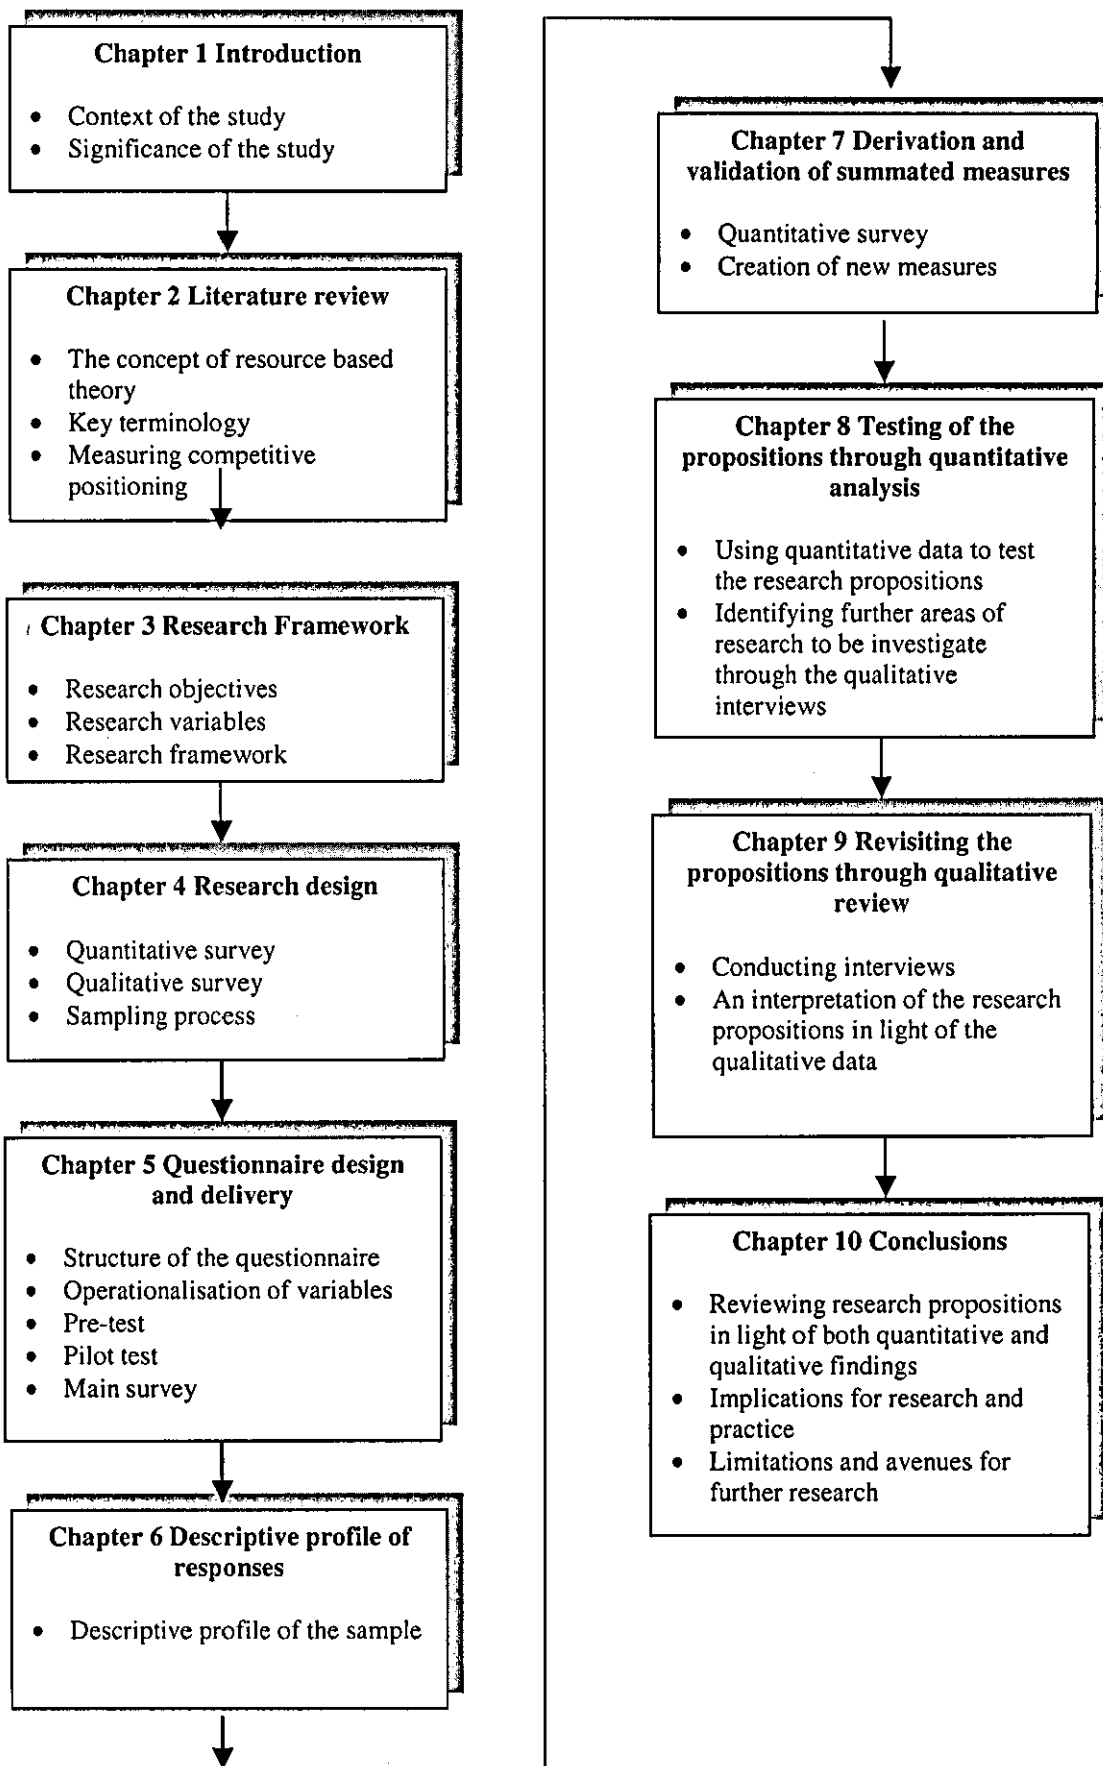 Chapter 1 Introduction
• Context of the study
• Significance of the study
Chapter 2 Literature review
• The concept of resource based
theory
• Key terminology
• Measuring competitive
positioning
Chapter 3 Research Framework
• Research objectives
• Research variables
• Research framework
Chapter 4 Research design
• Quantitative survey
• Qualitative survey
• Sampling process
Chapter 5 Questionnaire design
and delivery
• Structure of the questionnaire
• Operationalisation of variables
• Pre-test
• Pilot test
• Main survey
Chapter 6 Descriptive profile of
responses
• Descriptive profile of the sample
Chapter 7 Derivation and
validation of summated measures
• Quantitative survey
• Creation of new measures
Chapter 8 Testing of the
propositions through quantitative
analysis
• Using quantitative data to test
the research propositions
• Identifying further areas of
research to be investigate
through the qualitative
interviews
Chapter 9 Revisiting the
propositions through qualitative
review
• Conducting interviews
• An interpretation of the research
propositions in light of the
qualitative data
Chapter 10 Conclusions
• Reviewing research propositions
in light of both quantitative and
qualitative findings
• Implications for research and
practice
• Limitations and avenues for
further research